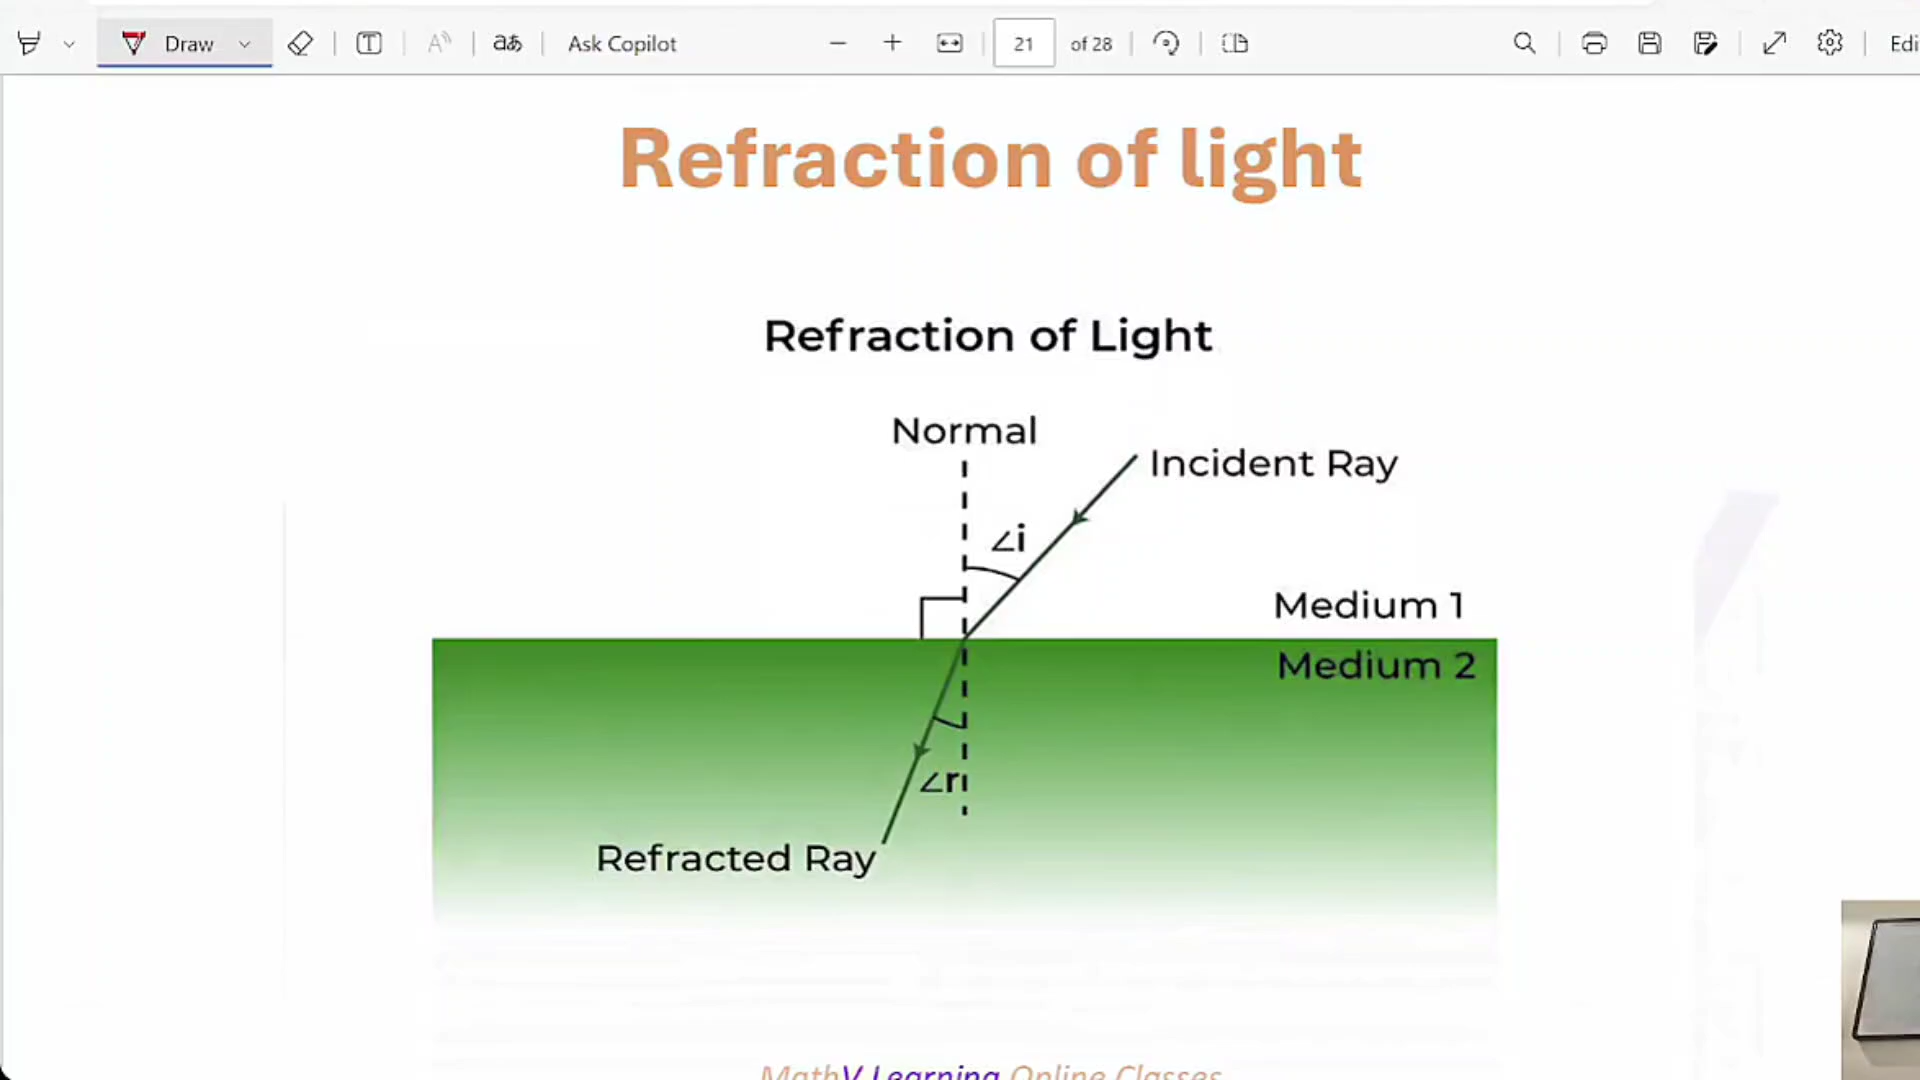 Draw
Ask Copilot
21 of 28
Edi
Refraction of light
Refraction of Light
Normal
Incident Ray
∠i
Medium 1
Medium 2
∠r
Refracted Ray
MathV Learning Online Classes